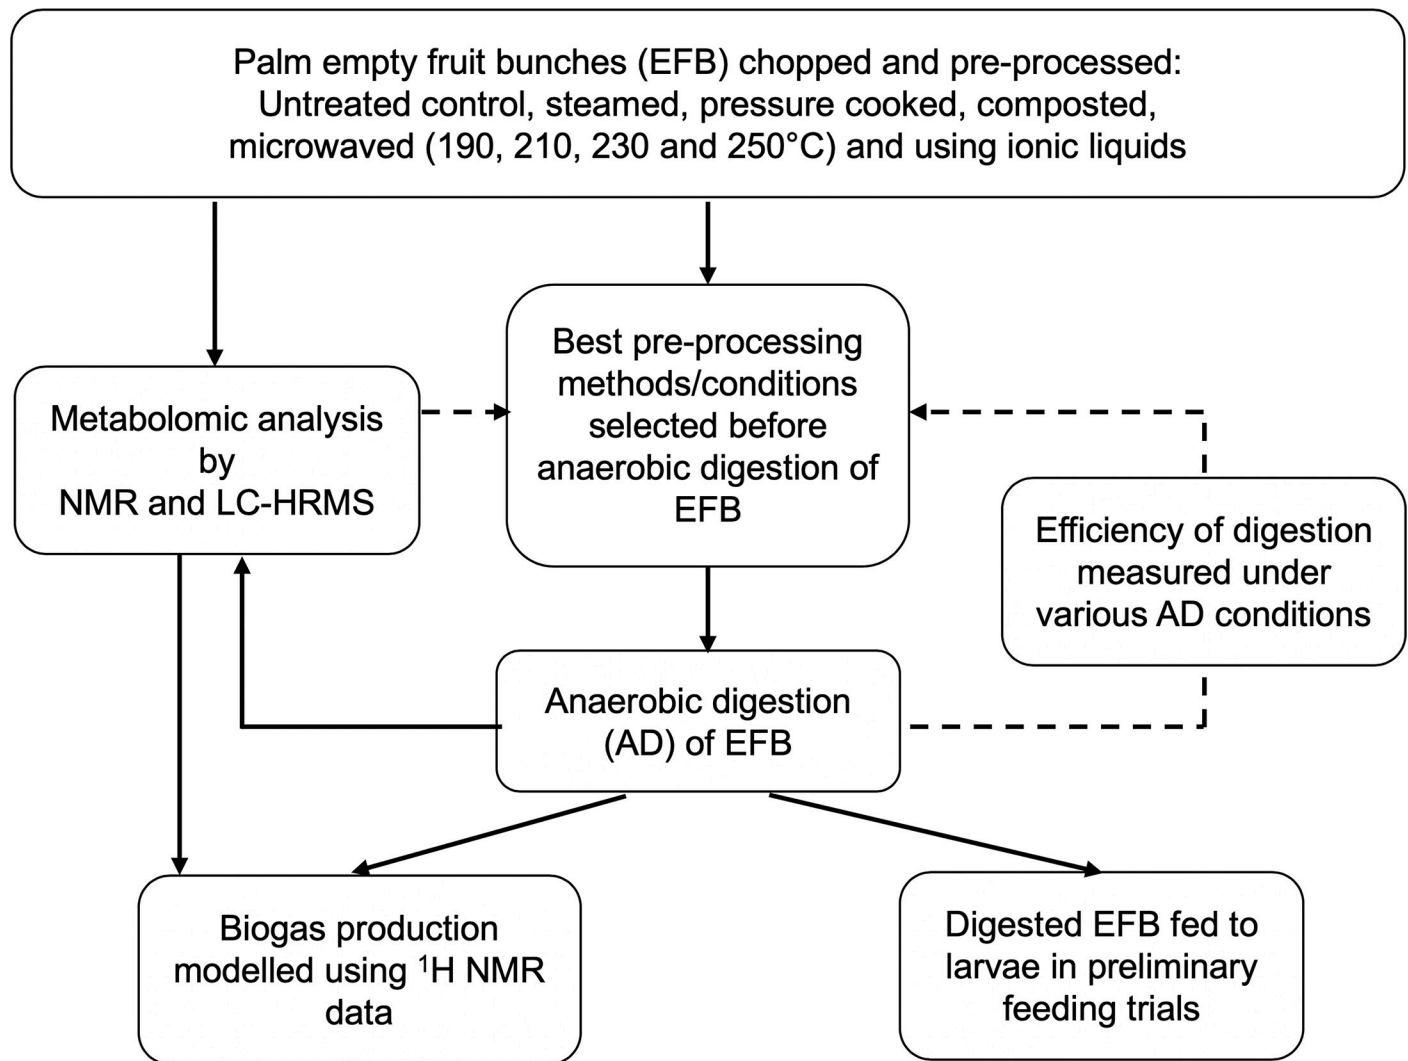 Palm empty fruit bunches (EFB) chopped and pre-processed:
Untreated control, steamed, pressure cooked, composted,
microwaved (190, 210, 230 and 250°C) and using ionic liquids
Metabolomic analysis
by
NMR and LC-HRMS
Best pre-processing
methods/conditions
selected before
anaerobic digestion of
EFB
Efficiency of digestion
measured under
various AD conditions
Anaerobic digestion
(AD) of EFB
Biogas production
modelled using ¹H NMR
data
Digested EFB fed to
larvae in preliminary
feeding trials